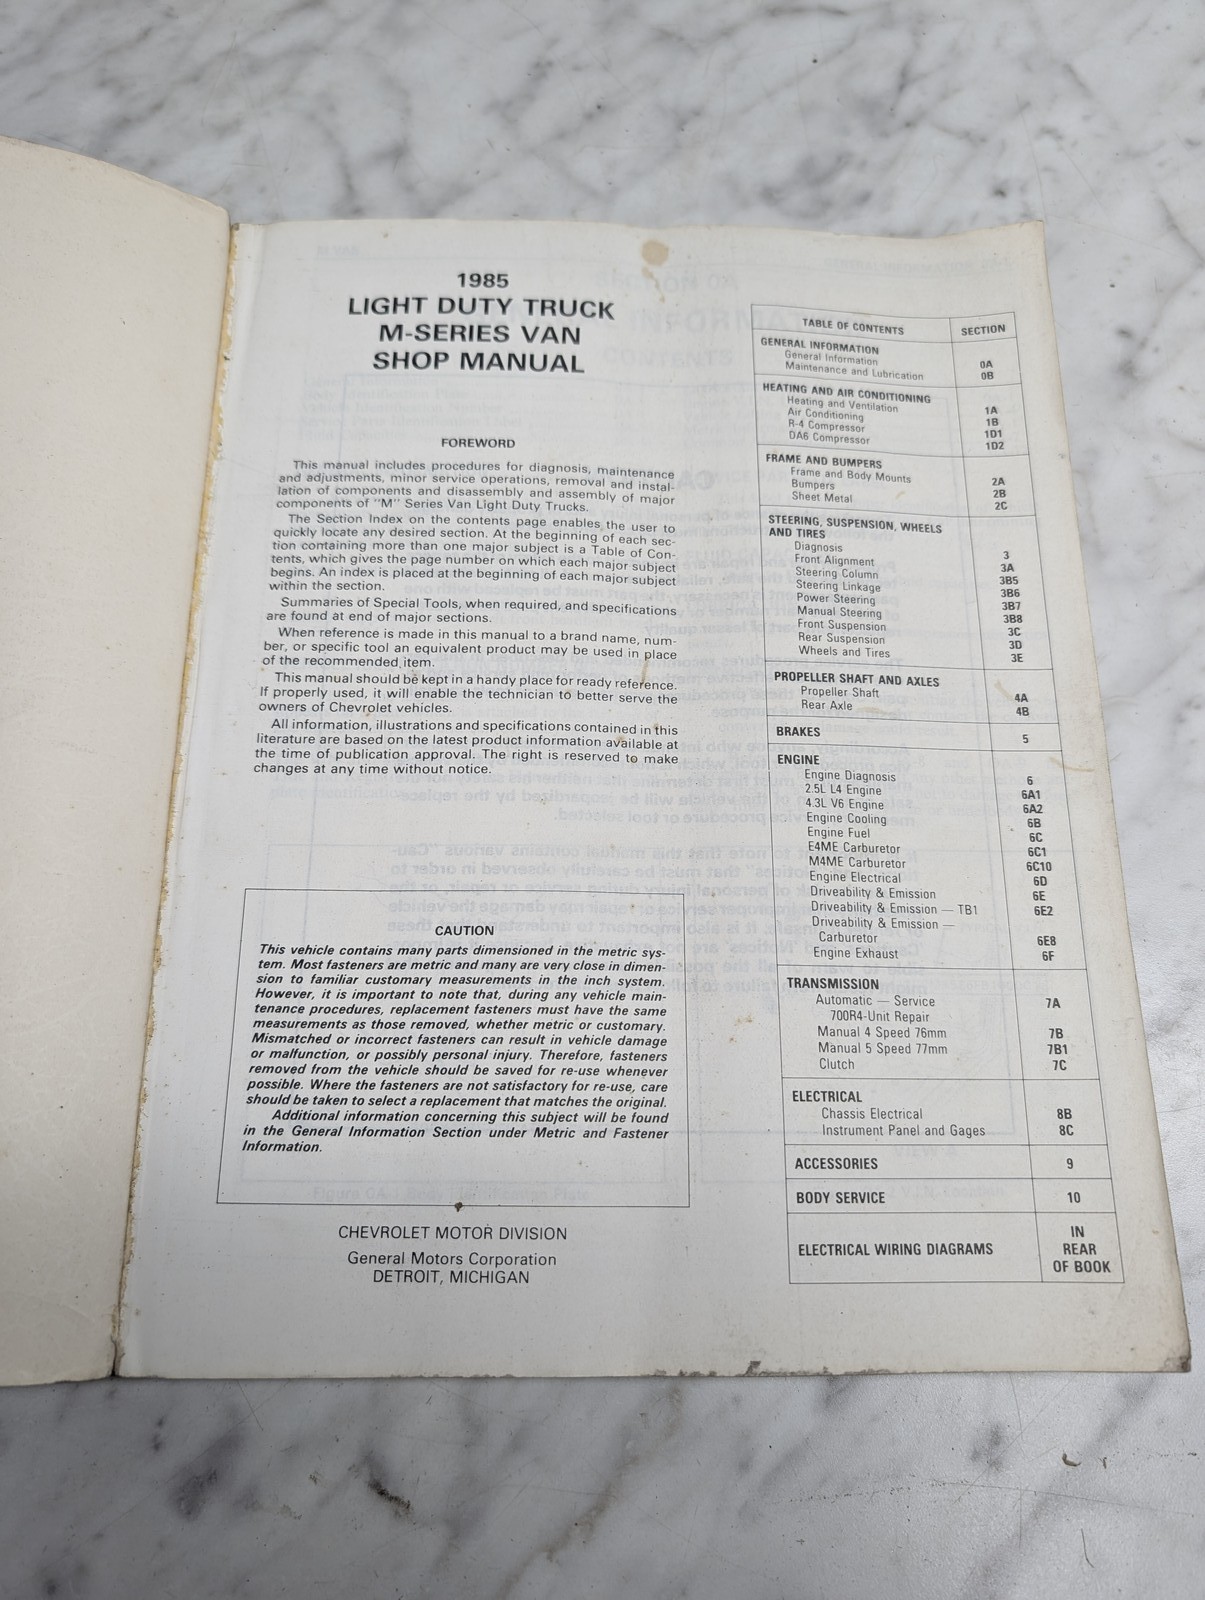 1985
LIGHT DUTY TRUCK
M-SERIES VAN
SHOP MANUAL
FOREWORD
This manual includes procedures for diagnosis, maintenance
and adjustments, minor service operations, removal and instal-
lation of components and disassembly and assembly of major
components of "M" Series Van Light Duty Trucks.
The Section Index on the contents page enables the user to
quickly locate any desired section. At the beginning of each sec-
tion containing more than one major subject is a Table of Con-
tents, which gives the page number on which each major subject
begins. An index is placed at the beginning of each major subject
within the section.
Summaries of Special Tools, when required, and specifications
are found at end of major sections.
When reference is made in this manual to a brand name, num-
ber, or specific tool an equivalent product may be used in place
of the recommended item.
This manual should be kept in a handy place for ready reference.
If properly used, it will enable the technician to better serve the
owners of Chevrolet vehicles.
All information, illustrations and specifications contained in this
literature are based on the latest product information available at
the time of publication approval. The right is reserved to make
changes at any time without notice.
CAUTION
This vehicle contains many parts dimensioned in the metric sys-
tem. Most fasteners are metric and many are very close in dimen-
sion to familiar customary measurements in the inch system.
However, it is important to note that, during any vehicle main-
tenance procedures, replacement fasteners must have the same
measurements as those removed, whether metric or customary.
Mismatched or incorrect fasteners can result in vehicle damage
or malfunction, or possibly personal injury. Therefore, fasteners
removed from the vehicle should be saved for re-use whenever
possible. Where the fasteners are not satisfactory for re-use, care
should be taken to select a replacement that matches the original.
Additional information concerning this subject will be found
in the General Information Section under Metric and Fastener
Information.
CHEVROLET MOTOR DIVISION
General Motors Corporation
DETROIT, MICHIGAN
TABLE OF CONTENTS SECTION
GENERAL INFORMATION
General Information 0A
Maintenance and Lubrication 0B
HEATING AND AIR CONDITIONING
Heating and Ventilation 1A
Air Conditioning 1B
R-4 Compressor 1D1
DA6 Compressor 1D2
FRAME AND BUMPERS
Frame and Body Mounts 2A
Bumpers 2B
Sheet Metal 2C
STEERING, SUSPENSION, WHEELS
AND TIRES
Diagnosis 3
Front Alignment 3A
Steering Column 3B5
Steering Linkage 3B6
Power Steering 3B7
Manual Steering 3B8
Front Suspension 3C
Rear Suspension 3D
Wheels and Tires 3E
PROPELLER SHAFT AND AXLES
Propeller Shaft 4A
Rear Axle 4B
BRAKES 5
ENGINE
Engine Diagnosis 6
2.5L L4 Engine 6A1
4.3L V6 Engine 6A2
Engine Cooling 6B
Engine Fuel 6C
E4ME Carburetor 6C1
M4ME Carburetor 6C10
Engine Electrical 6D
Driveability & Emission 6E
Driveability & Emission — TB1 6E2
Driveability & Emission —
Carburetor 6E8
Engine Exhaust 6F
TRANSMISSION
Automatic — Service 7A
700R4-Unit Repair
Manual 4 Speed 76mm 7B
Manual 5 Speed 77mm 7B1
Clutch 7C
ELECTRICAL
Chassis Electrical 8B
Instrument Panel and Gages 8C
ACCESSORIES 9
BODY SERVICE 10
ELECTRICAL WIRING DIAGRAMS IN
REAR
OF BOOK